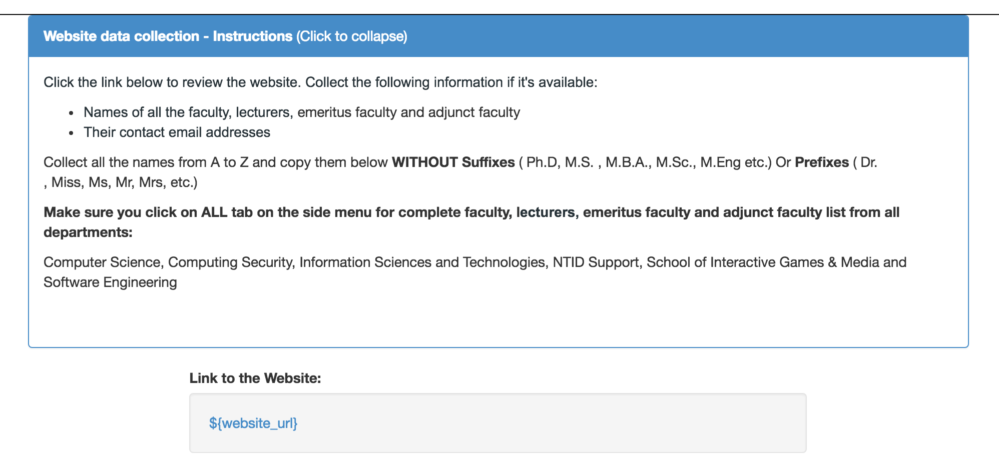 Website data collection - Instructions (Click to collapse)
Click the link below to review the website. Collect the following information if it's available:
• Names of all the faculty, lecturers, emeritus faculty and adjunct faculty
• Their contact email addresses
Collect all the names from A to Z and copy them below WITHOUT Suffixes ( Ph.D, M.S. , M.B.A., M.Sc., M.Eng etc.) Or Prefixes ( Dr.
, Miss, Ms, Mr, Mrs, etc.)
Make sure you click on ALL tab on the side menu for complete faculty, lecturers, emeritus faculty and adjunct faculty list from all
departments:
Computer Science, Computing Security, Information Sciences and Technologies, NTID Support, School of Interactive Games & Media and
Software Engineering
Link to the Website:
${website_url}